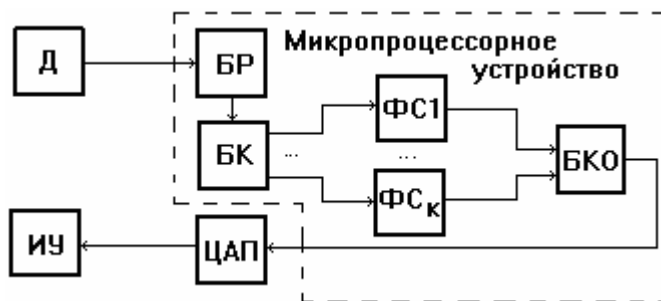 Микропроцессорное
устройство
Д
БР
БК
...
ФС1
...
ФСк
БКО
ИУ
ЦАП